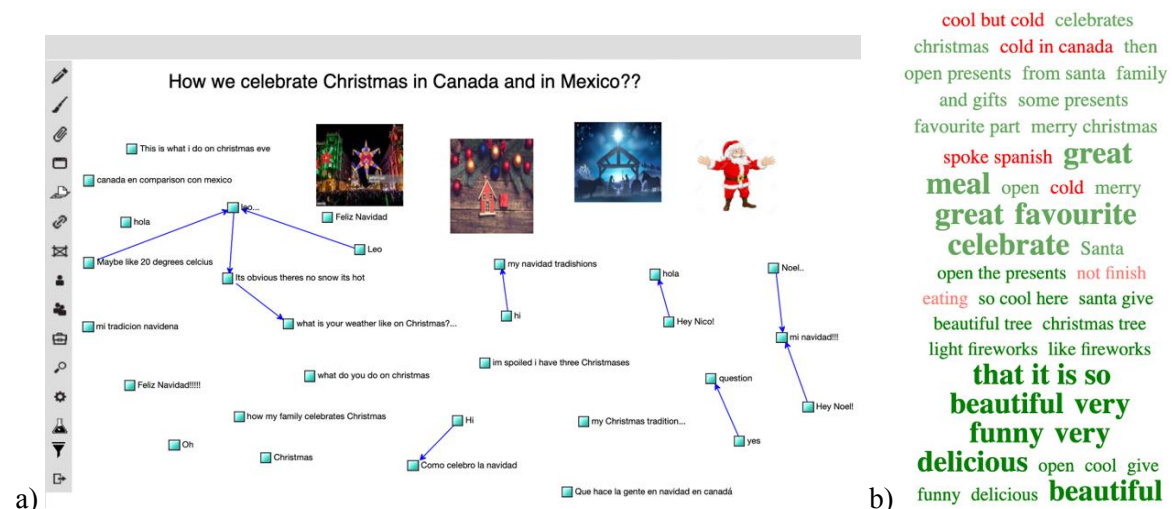 How we celebrate Christmas in Canada and in Mexico??
This is what i do on christmas eve
canada en comparison con mexico
leo...
hola
Feliz Navidad
Leo
Maybe like 20 degrees celcius
Its obvious theres no snow its hot
my navidad tradishions
hola
Noel..
hi
Hey Nico!
mi tradicion navidena
what is your weather like on Christmas?...
mi navidad!!!
im spoiled i have three Christmases
what do you do on christmas
question
Feliz Navidad!!!!!
Hey Noel!
how my family celebrates Christmas
Hi
my Christmas tradition...
Oh
yes
Christmas
Como celebro la navidad
Que hace la gente en navidad en canadá
a)
cool but cold celebrates
christmas cold in canada then
open presents from santa family
and gifts some presents
favourite part merry christmas
spoke spanish great
meal open cold merry
great favourite
celebrate Santa
open the presents not finish
eating so cool here santa give
beautiful tree christmas tree
light fireworks like fireworks
that it is so
beautiful very
funny very
delicious open cool give
funny delicious beautiful
b)